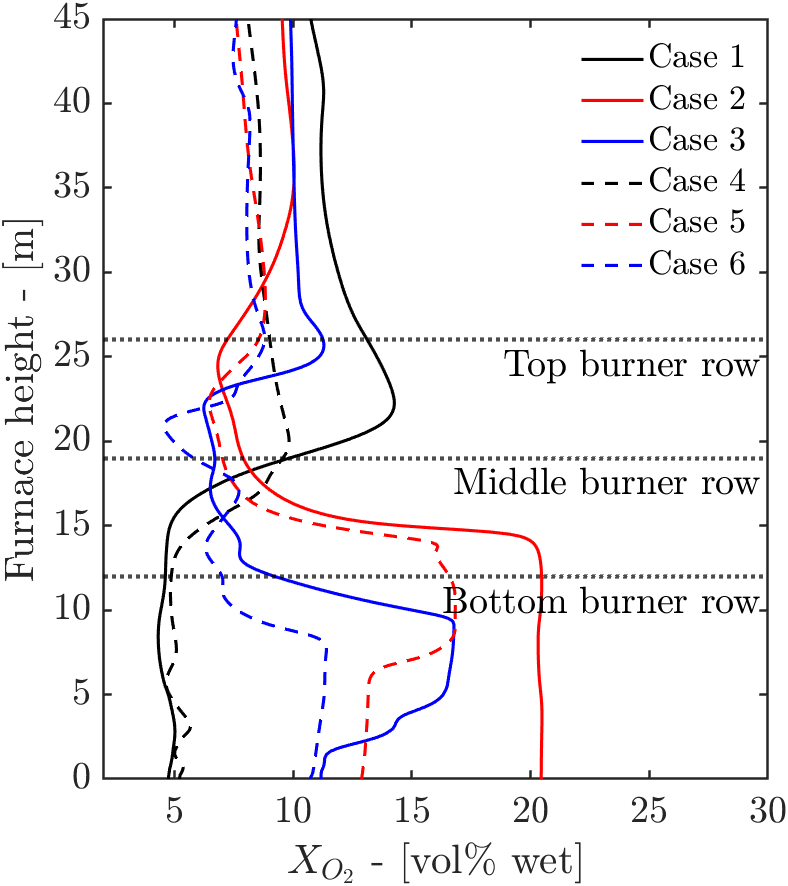 45
40
35
30
25
20
15
10
5
0
Furnace height - [m]
Case 1
Case 2
Case 3
Case 4
Case 5
Case 6
Top burner row
Middle burner row
Bottom burner row
5 10 15 20 25 30
X_{O_2} - [vol% wet]